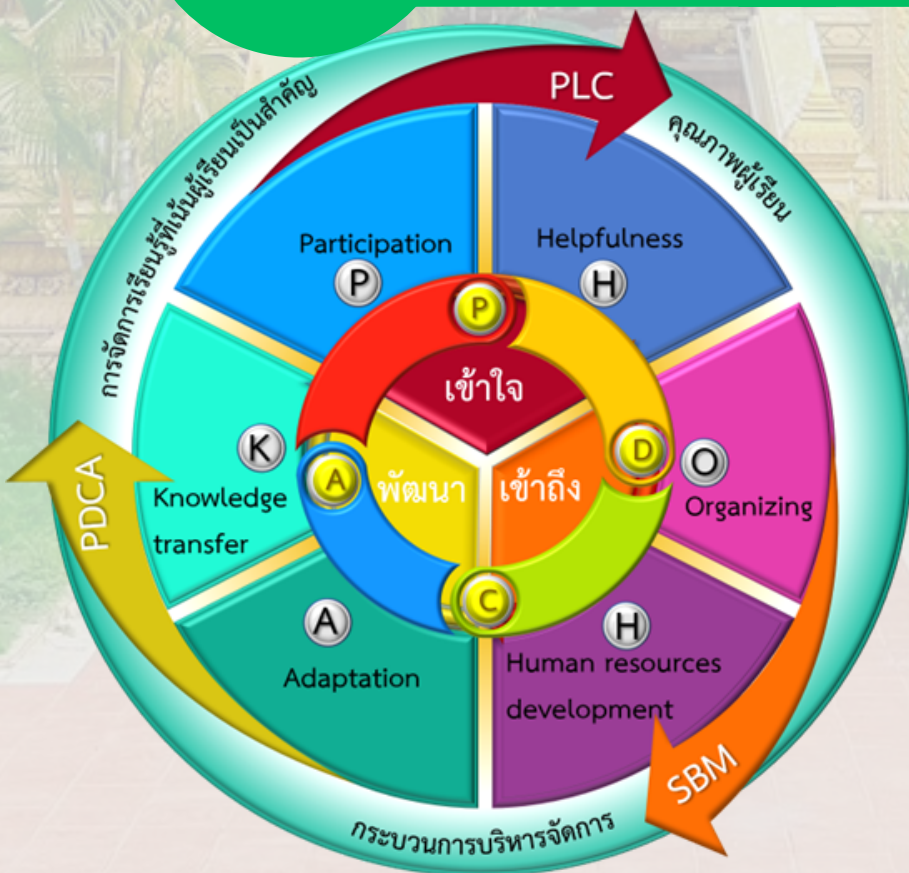 PLC
การจัดการเรียนรู้ที่เน้นผู้เรียนเป็นสำคัญ
คุณภาพผู้เรียน
Participation
P
Helpfulness
H
P
เข้าใจ
K
Knowledge
transfer
A
พัฒนา
เข้าถึง
D
O
Organizing
PDCA
C
A
Adaptation
H
Human resources
development
SBM
กระบวนการบริหารจัดการ